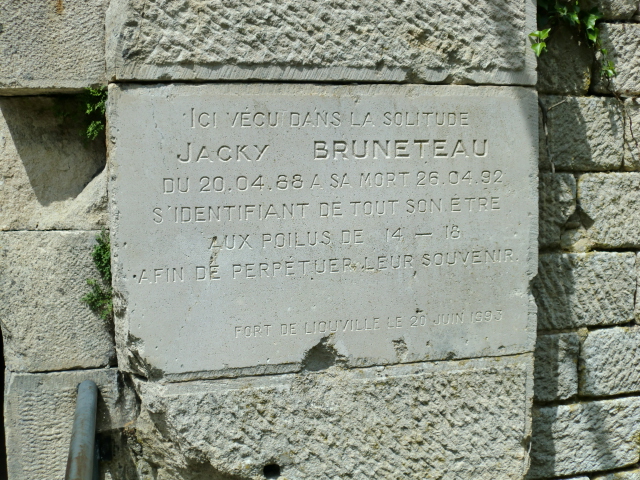 ICI VÉCU DANS LA SOLITUDE
JACKY BRUNETEAU
DU 20.04.88 A SA MORT 26.04.92
S'IDENTIFIANT DE TOUT SON ÊTRE
AUX POILUS DE 14 – 18
AFIN DE PERPÉTUER LEUR SOUVENIR.
FORT DE LIOUVILLE LE 20 JUIN 1993